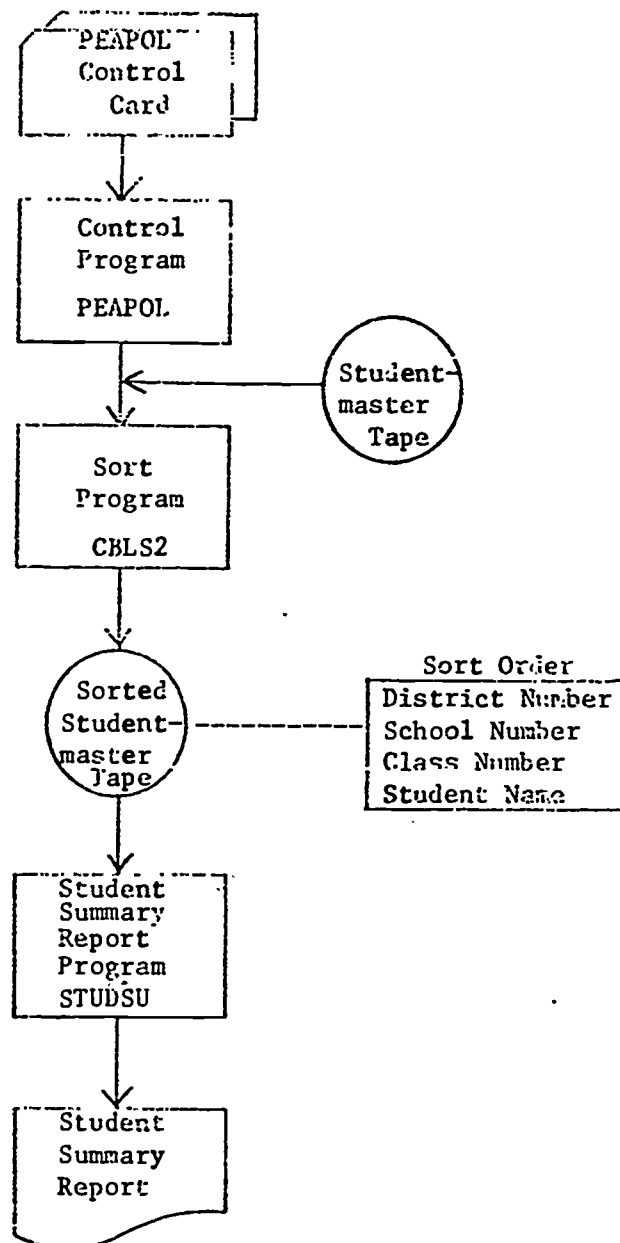 PEAPOL
Control
Card
Control
Program
PEAPOL
Student-
master
Tape
Sort
Program
CBLS2
Sorted
Student-
master
Tape
Sort Order
District Number
School Number
Class Number
Student Name
Student
Summary
Report
Program
STUDSU
Student
Summary
Report